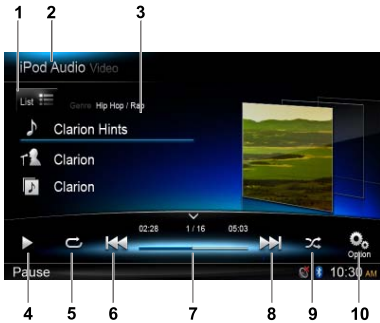 1 2 3
iPod Audio Video
List Genre Hip Hop / Rap
Clarion Hints
Clarion
Clarion
02:28 1 / 16 05:03
Option
Pause 10:30 AM
4 5 6 7 8 9 10